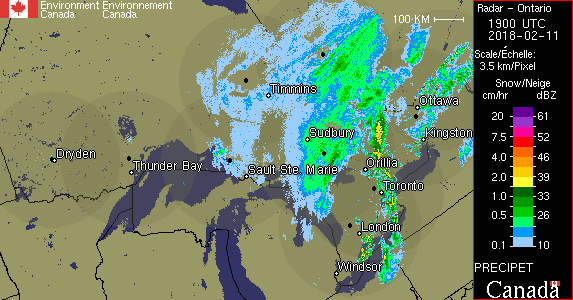 Environment Environnement
Canada Canada
100 KM
Timmins
Ottawa
Sudbury
Kingston
Dryden
Thunder Bay
Sault Ste. Marie
Orillia
Toronto
London
Windsor
Radar - Ontario
1900 UTC
2018-02-11
Scale/Échelle:
3.5 km/Pixel
Snow/Neige
cm/hr dBZ
20 61
7.5 52
4.0 46
2.0 39
1.0 33
0.5 26
0.1 10
PRECIPET
Canada